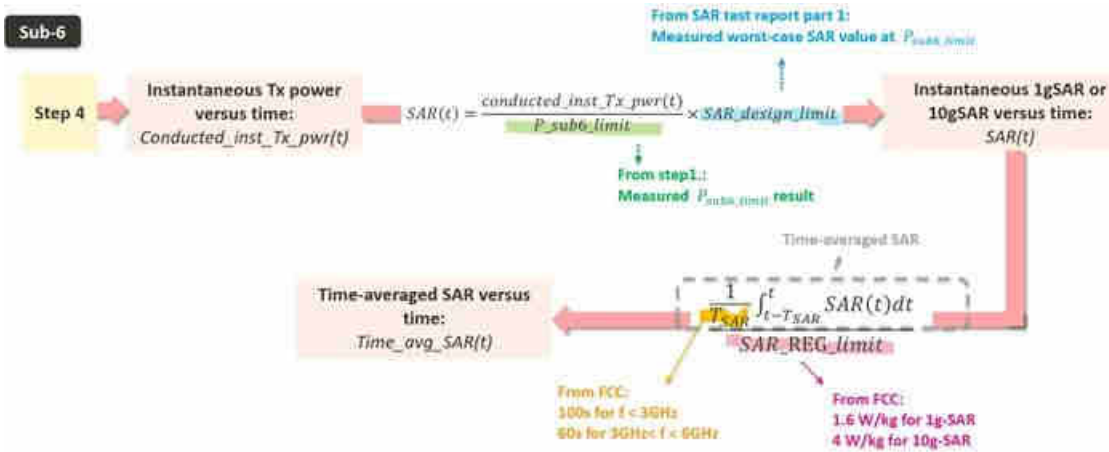 Sub-6
From SAR test report part 1:
Measured worst-case SAR value at P_sub6_limit
Step 4
Instantaneous Tx power
versus time:
Conducted_inst_Tx_pwr(t)
SAR(t) = conducted_inst_Tx_pwr(t) / P_sub6_limit × SAR_design_limit
Instantaneous 1gSAR or
10gSAR versus time:
SAR(t)
From step1.:
Measured P_sub6_limit result
Time-averaged SAR
Time-averaged SAR versus
time:
Time_avg_SAR(t)
1/T_SAR ∫_{t−T_SAR}^{t} SAR(t)dt
SAR_REG_limit
From FCC:
100s for f < 3GHz
60s for 3GHz< f < 6GHz
From FCC:
1.6 W/kg for 1g-SAR
4 W/kg for 10g-SAR